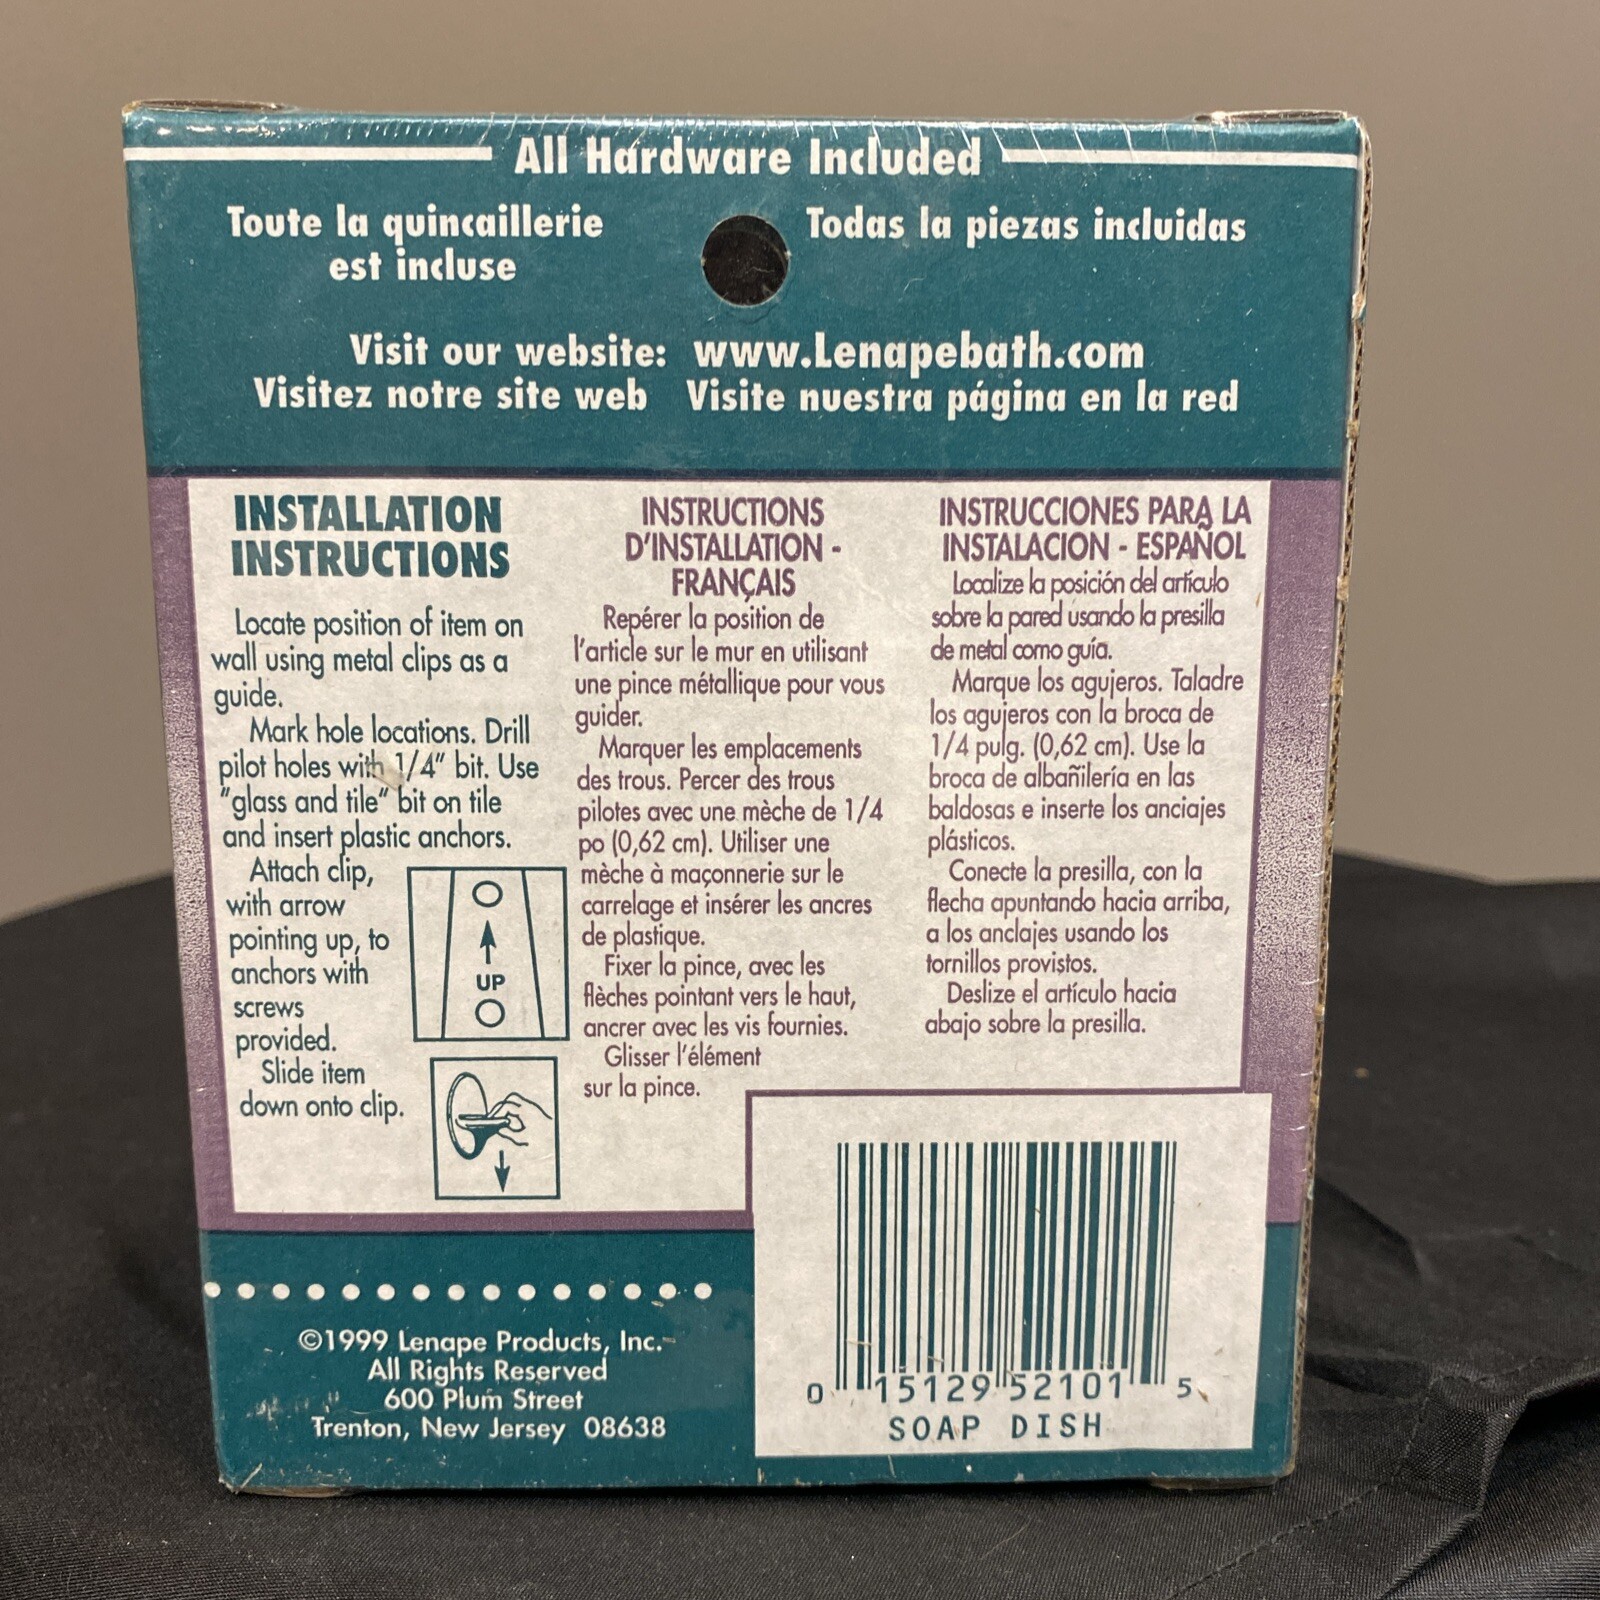 All Hardware Included
Toute la quincaillerie
est incluse
Todas la piezas incluidas
Visit our website: www.Lenapebath.com
Visitez notre site web Visite nuestra página en la red
INSTALLATION
INSTRUCTIONS
Locate position of item on
wall using metal clips as a
guide.
Mark hole locations. Drill
pilot holes with 1/4" bit. Use
"glass and tile" bit on tile
and insert plastic anchors.
Attach clip,
with arrow
pointing up, to
anchors with
screws
provided.
Slide item
down onto clip.
UP
INSTRUCTIONS
D'INSTALLATION -
FRANÇAIS
Repérer la position de
l'article sur le mur en utilisant
une pince métallique pour vous
guider.
Marquer les emplacements
des trous. Percer des trous
pilotes avec une mèche de 1/4
po (0,62 cm). Utiliser une
mèche à maçonnerie sur le
carrelage et insérer les ancres
de plastique.
Fixer la pince, avec les
flèches pointant vers le haut,
ancrer avec les vis fournies.
Glisser l'élément
sur la pince.
INSTRUCCIONES PARA LA
INSTALACION - ESPAÑOL
Localize la posición del artículo
sobre la pared usando la presilla
de metal como guía.
Marque los agujeros. Taladre
los agujeros con la broca de
1/4 pulg. (0,62 cm). Use la
broca de albañilería en las
baldosas e inserte los anciajes
plásticos.
Conecte la presilla, con la
flecha apuntando hacia arriba,
a los anclajes usando los
tornillos provistos.
Deslize el artículo hacia
abajo sobre la presilla.
©1999 Lenape Products, Inc.
All Rights Reserved
600 Plum Street
Trenton, New Jersey 08638
0 15129 52101 5
SOAP DISH